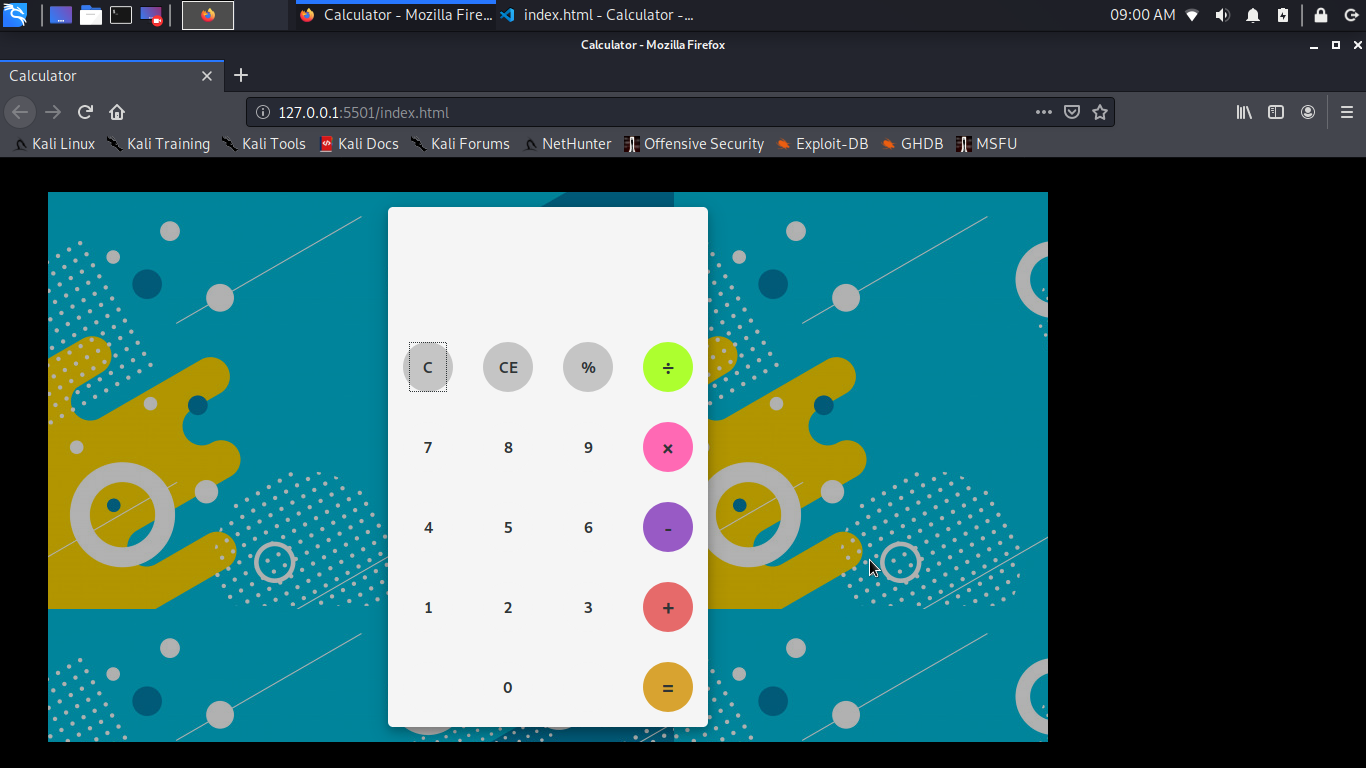 Calculator - Mozilla Fire... index.html - Calculator -... 09:00 AM
Calculator - Mozilla Firefox
Calculator
127.0.0.1:5501/index.html
Kali Linux Kali Training Kali Tools Kali Docs Kali Forums NetHunter Offensive Security Exploit-DB GHDB MSFU
C CE % ÷
7 8 9 ×
4 5 6 -
1 2 3 +
0 =